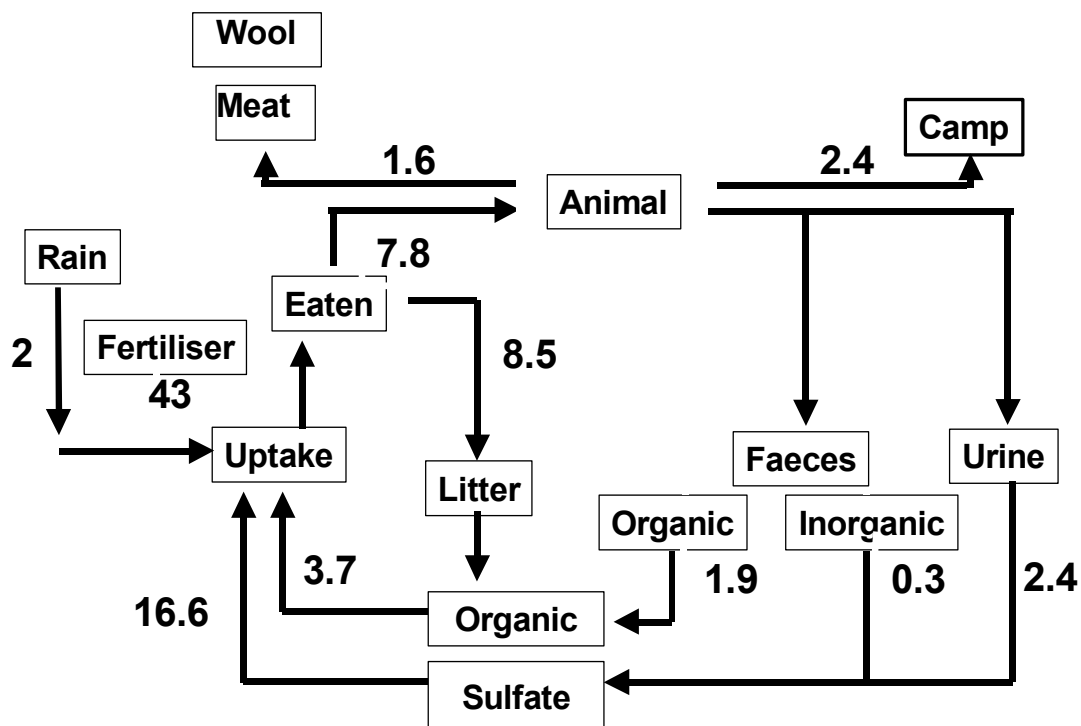 Wool
Meat
Camp
1.6
2.4
Animal
Rain
7.8
Eaten
2
Fertiliser
43
8.5
Uptake
Faeces
Urine
Litter
Organic
Inorganic
3.7
1.9
0.3
2.4
16.6
Organic
Sulfate